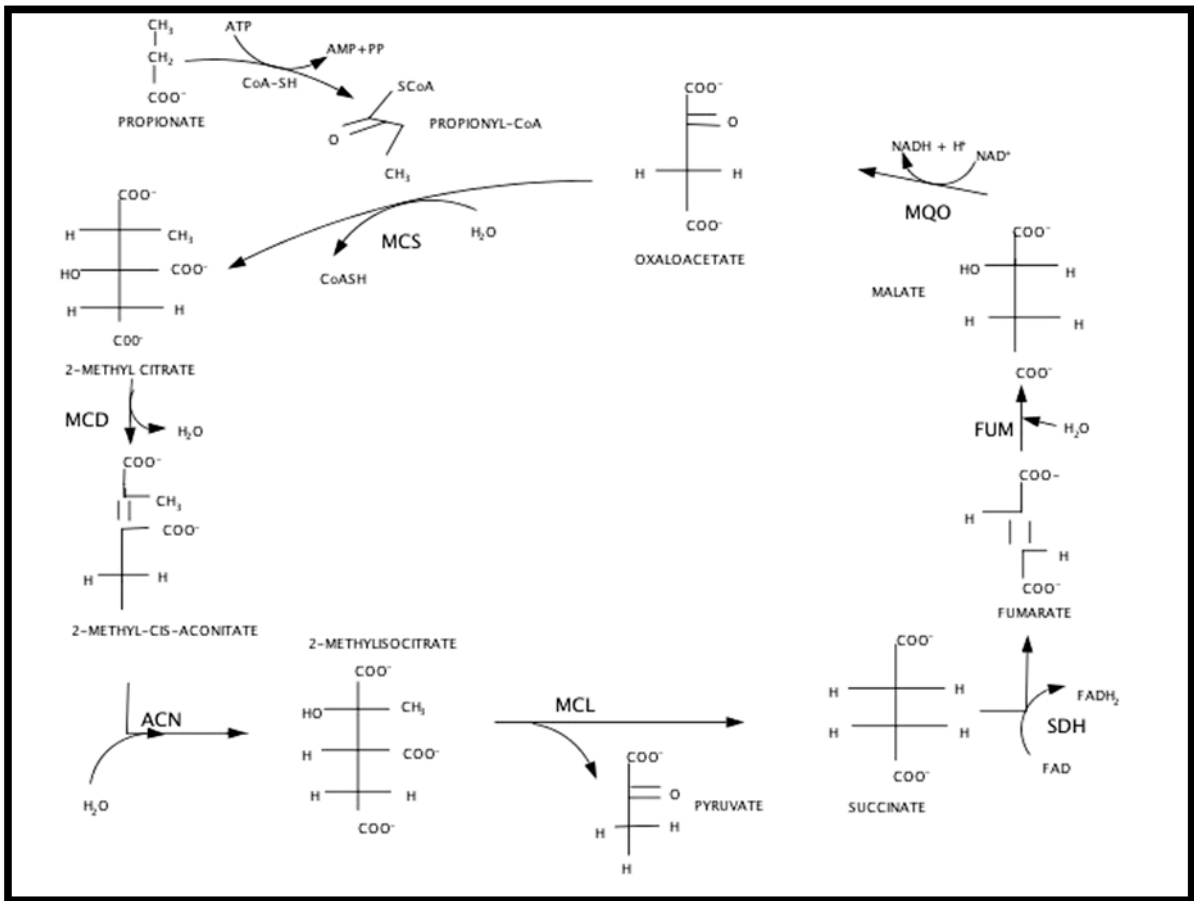 CH₃
CH₂
COO⁻
PROPIONATE
ATP
AMP+PP
CoA-SH
SCoA
O
PROPIONYL-CoA
CH₃
COO⁻
O
H H
COO⁻
OXALOACETATE
NADH + H⁺
NAD⁺
MQO
H₂O
MCS
CoASH
COO⁻
H CH₃
HO COO⁻
H H
COO⁻
2-METHYL CITRATE
MCD
H₂O
COO⁻
CH₃
COO⁻
H H
2-METHYL-CIS-ACONITATE
ACN
H₂O
2-METHYLISOCITRATE
COO⁻
HO CH₃
H COO⁻
H H
COO⁻
MCL
COO⁻
O
H H
H
PYRUVATE
COO⁻
H H
H H
COO⁻
SUCCINATE
FADH₂
SDH
FAD
FUMARATE
COO-
H
H
COO⁻
FUM
H₂O
MALATE
COO⁻
HO H
H H
COO⁻